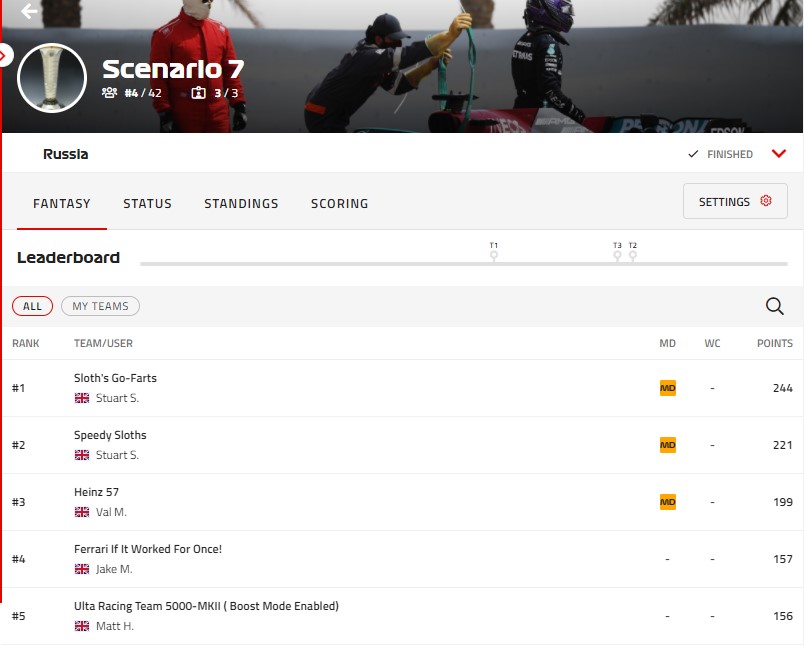 Scenario 7
#4 / 42 3 / 3
Russia FINISHED
FANTASY STATUS STANDINGS SCORING SETTINGS
Leaderboard T1 T3 T2
ALL MY TEAMS
RANK TEAM/USER MD WC POINTS
Sloth's Go-Farts
#1 MD - 244
Stuart S.
Speedy Sloths
#2 MD - 221
Stuart S.
Heinz 57
#3 MD - 199
Val M.
Ferrari If It Worked For Once!
#4 - - 157
Jake M.
Ulta Racing Team 5000-MKII ( Boost Mode Enabled)
#5 - - 156
Matt H.